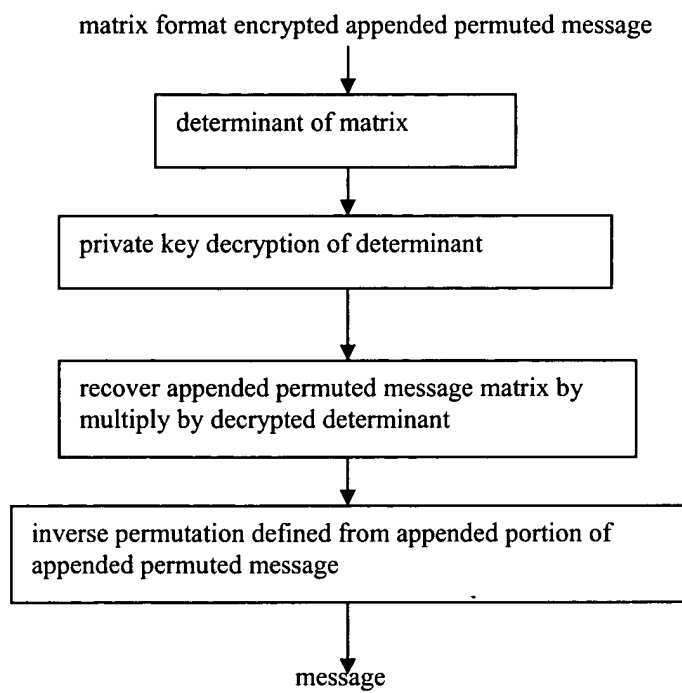 matrix format encrypted appended permuted message
determinant of matrix
private key decryption of determinant
recover appended permuted message matrix by
multiply by decrypted determinant
inverse permutation defined from appended portion of
appended permuted message
message